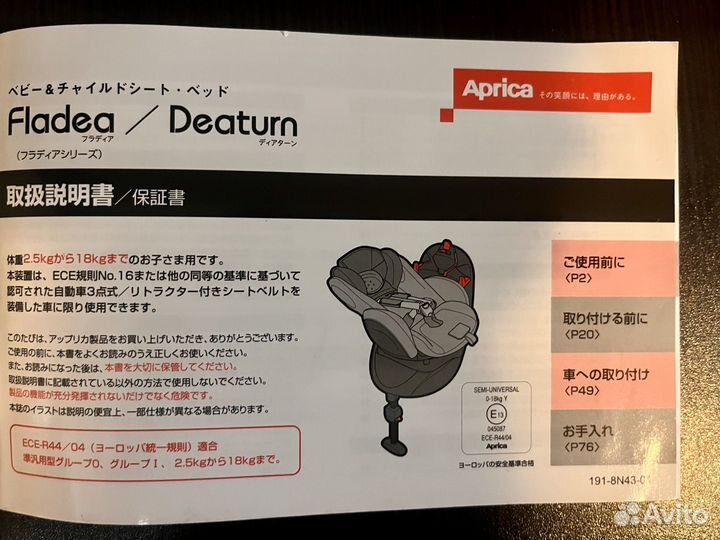 ベビー＆チャイルドシート・ベッド
Fladea / Deaturn
フラディア
ディアターン
（フラディアシリーズ）
Aprica その笑顔には、理由がある。
取扱説明書／保証書
体重2.5kgから18kgまでのお子さま用です。
本装置は、ECE規則No.16または他の同等の基準に基づいて
認可された自動車3点式／リトラクター付きシートベルトを
装備した車に限り使用できます。
このたびは、アップリカ製品をお買い上げいただき、ありがとうございます。
ご使用の前に、本書をよくお読みのうえ正しくお使いください。
また、お読みになった後は、本書を大切に保管してください。
取扱説明書に記載されている以外の方法で使用しないでください。
製品の機能が充分発揮されないだけでなく危険です。
本誌のイラストは説明の便宜上、一部仕様が異なる場合があります。
ECE-R44／04（ヨーロッパ統一規則）適合
準汎用型グループ0、グループⅠ、2.5kgから18kgまで。
SEMI-UNIVERSAL
0-18kg Y
E13
045087
ECE-R44/04
Aprica
ヨーロッパの安全基準合格
ご使用前に
〈P2〉
取り付ける前に
〈P20〉
車への取り付け
〈P49〉
お手入れ
〈P76〉
191-8N43-01
Avito